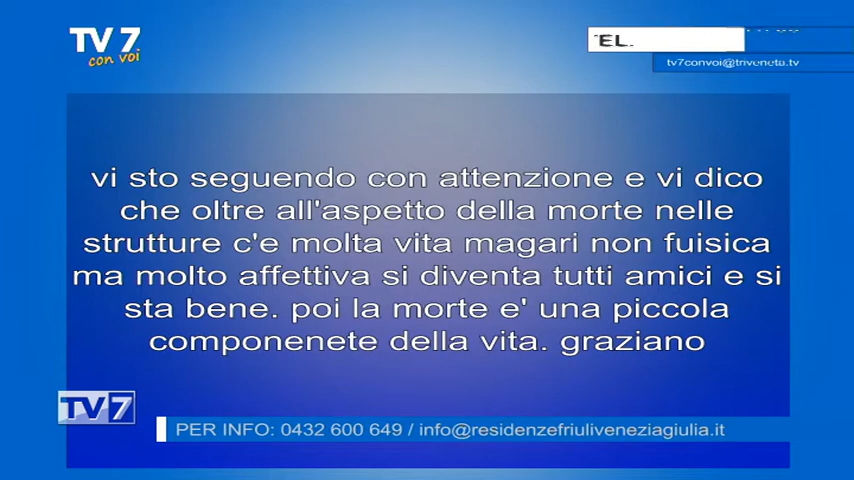 TV 7
con voi
TEL.
tv7convoi@triveneta.tv
vi sto seguendo con attenzione e vi dico
che oltre all'aspetto della morte nelle
strutture c'e molta vita magari non fuisica
ma molto affettiva si diventa tutti amici e si
sta bene. poi la morte e' una piccola
componenete della vita. graziano
TV7
PER INFO: 0432 600 649 / info@residenzefriuliveneziagiulia.it